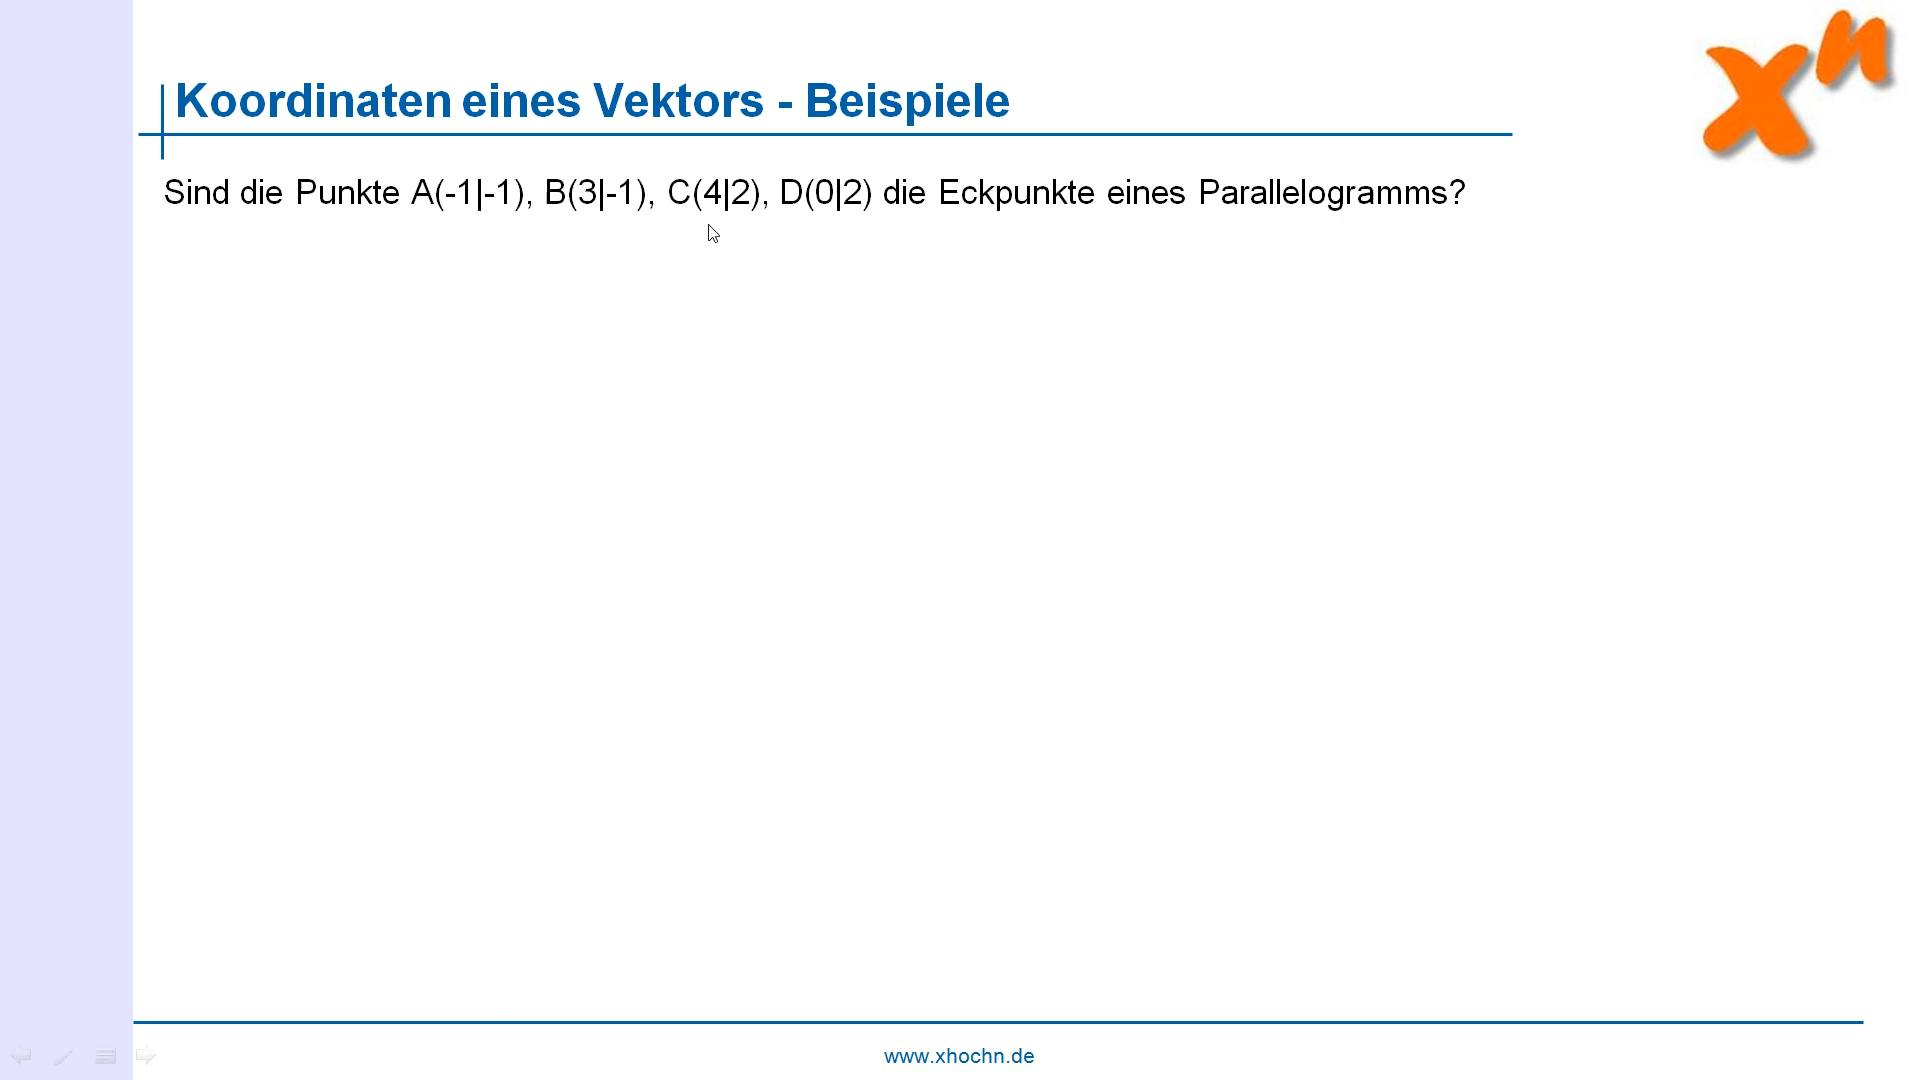 Koordinaten eines Vektors - Beispiele
Sind die Punkte A(-1|-1), B(3|-1), C(4|2), D(0|2) die Eckpunkte eines Parallelogramms?
www.xhochn.de
xn